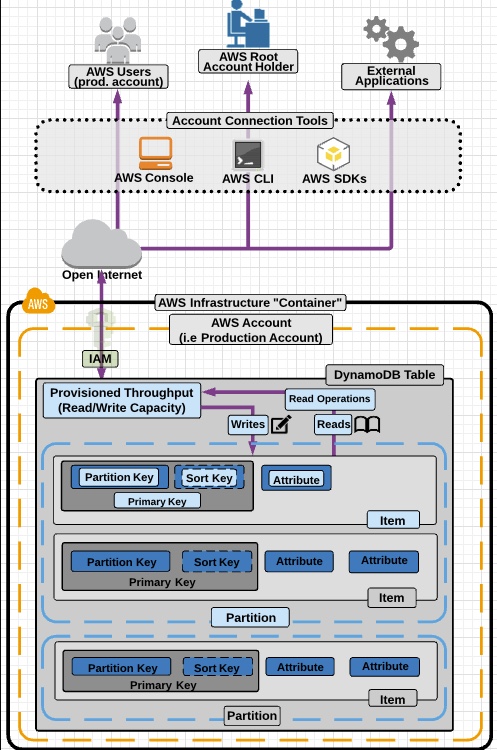 AWS Users
(prod. account)
AWS Root
Account Holder
External
Applications
Account Connection Tools
AWS Console
AWS CLI
AWS SDKs
Open Internet
AWS
AWS Infrastructure "Container"
AWS Account
(i.e Production Account)
IAM
DynamoDB Table
Provisioned Throughput
(Read/Write Capacity)
Read Operations
Writes
Reads
Partition Key
Sort Key
Attribute
Primary Key
Item
Partition Key
Sort Key
Attribute
Attribute
Primary Key
Item
Partition
Partition Key
Sort Key
Attribute
Attribute
Primary Key
Item
Partition